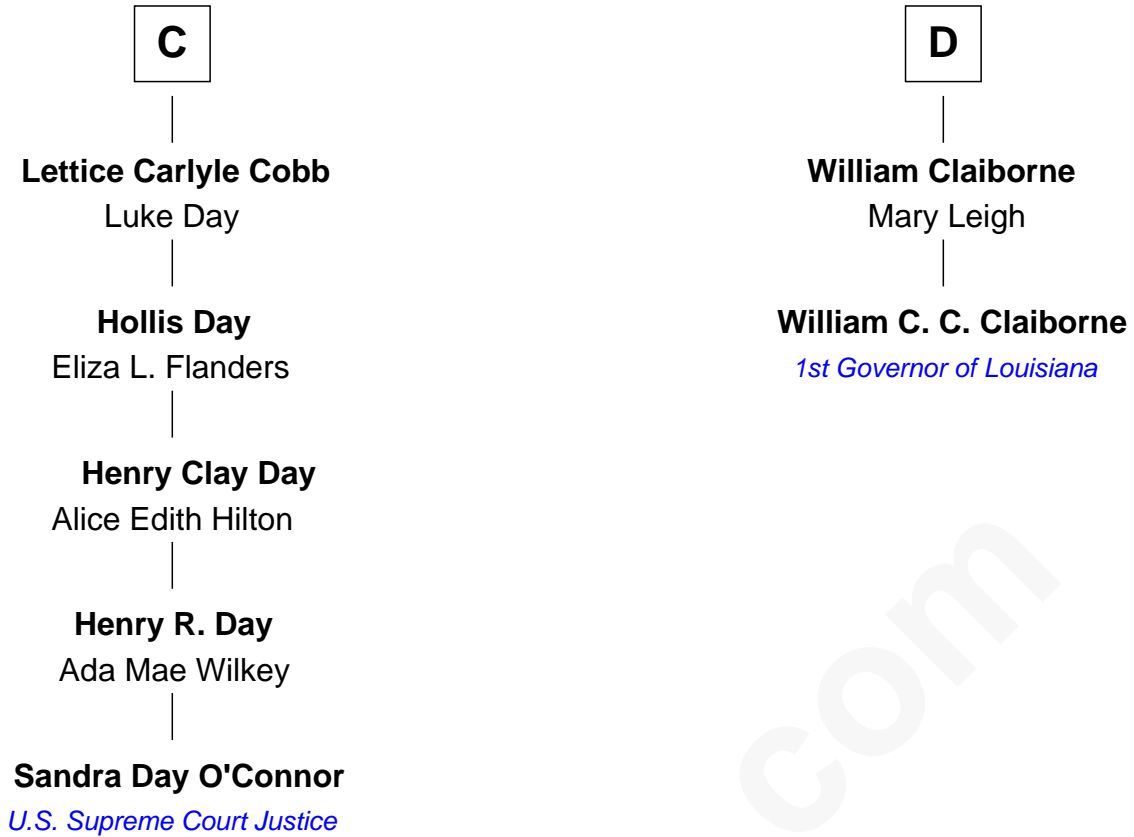 C
Lettice Carlyle Cobb
Luke Day
Hollis Day
Eliza L. Flanders
Henry Clay Day
Alice Edith Hilton
Henry R. Day
Ada Mae Wilkey
Sandra Day O'Connor
U.S. Supreme Court Justice
D
William Claiborne
Mary Leigh
William C. C. Claiborne
1st Governor of Louisiana
com